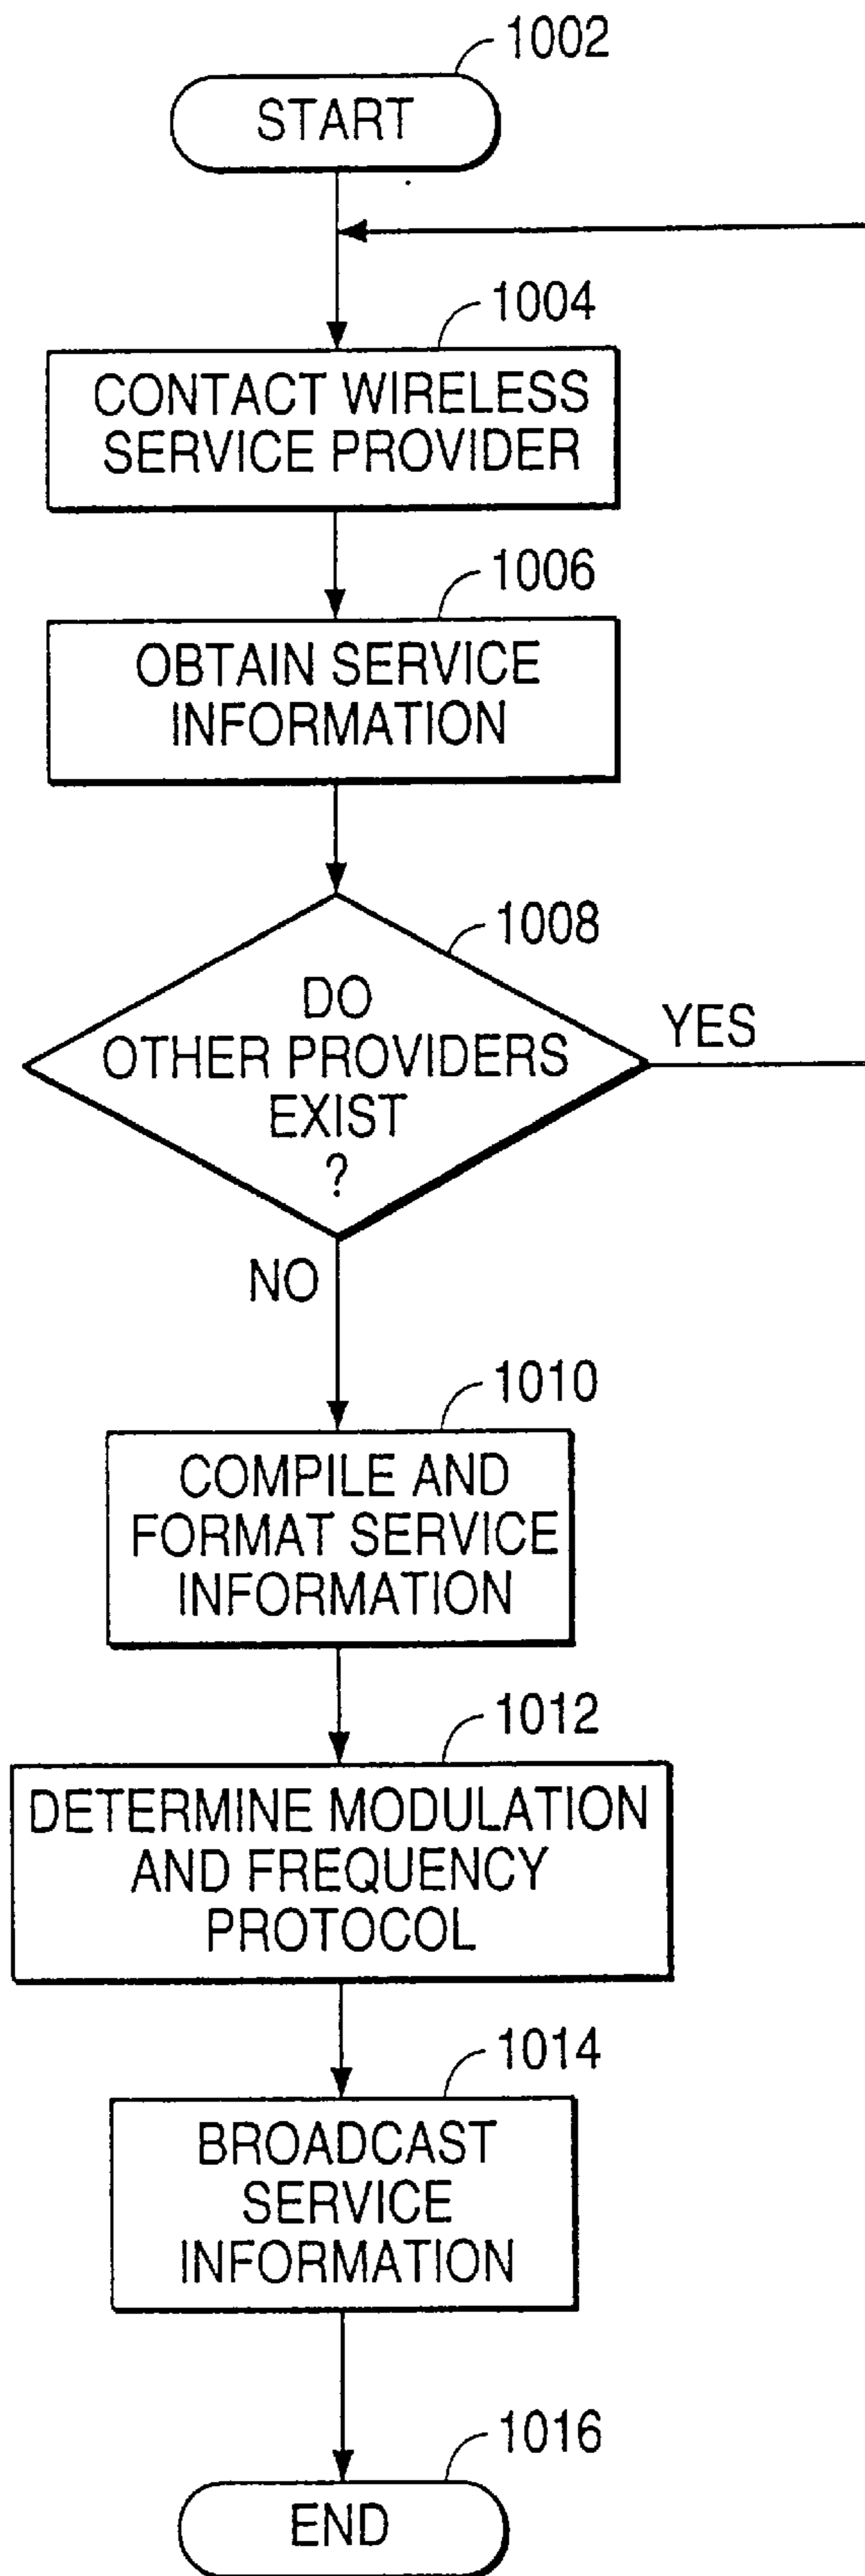 1002
START
1004
CONTACT WIRELESS
SERVICE PROVIDER
1006
OBTAIN SERVICE
INFORMATION
1008
DO
OTHER PROVIDERS
EXIST
?
YES
NO
1010
COMPILE AND
FORMAT SERVICE
INFORMATION
1012
DETERMINE MODULATION
AND FREQUENCY
PROTOCOL
1014
BROADCAST
SERVICE
INFORMATION
1016
END